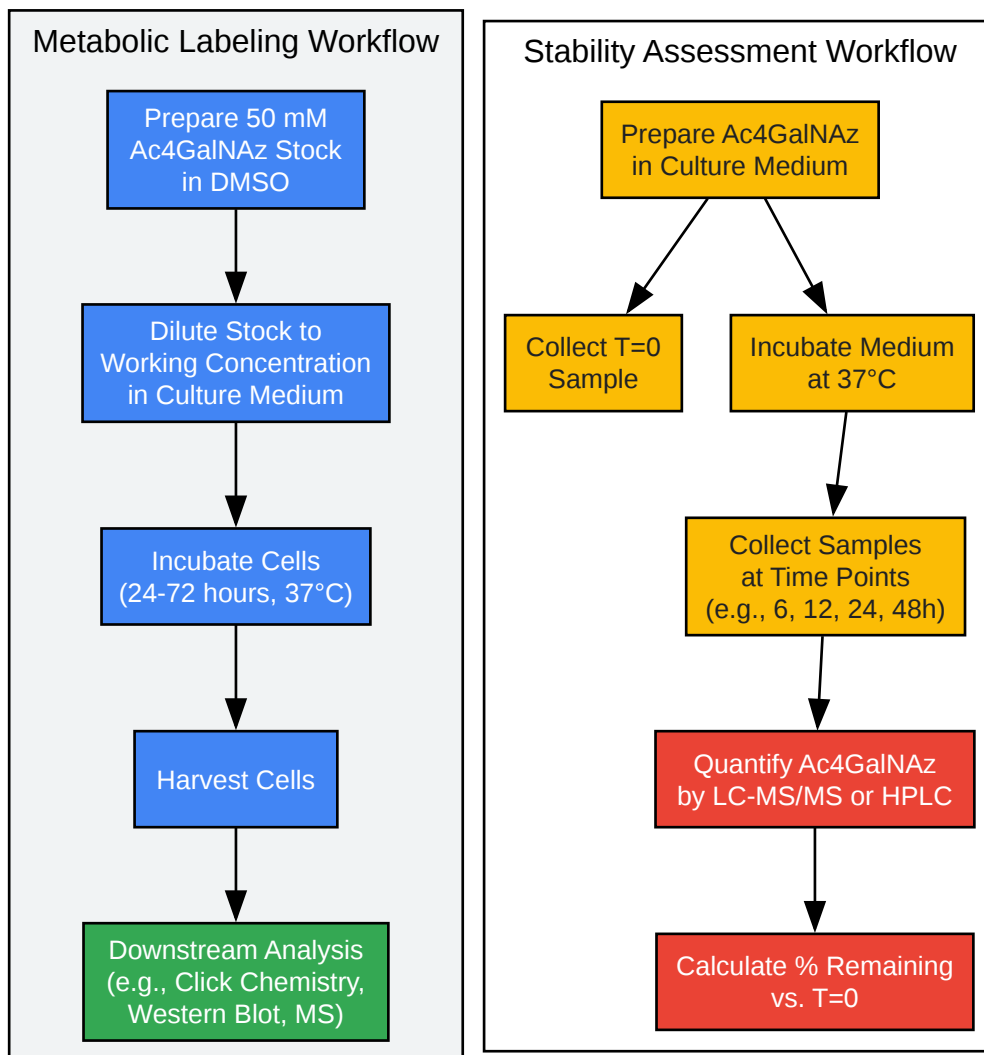 Metabolic Labeling Workflow
Prepare 50 mM
Ac4GalNAz Stock
in DMSO
Dilute Stock to
Working Concentration
in Culture Medium
Incubate Cells
(24-72 hours, 37°C)
Harvest Cells
Downstream Analysis
(e.g., Click Chemistry,
Western Blot, MS)
Stability Assessment Workflow
Prepare Ac4GalNAz
in Culture Medium
Collect T=0
Sample
Incubate Medium
at 37°C
Collect Samples
at Time Points
(e.g., 6, 12, 24, 48h)
Quantify Ac4GalNAz
by LC-MS/MS or HPLC
Calculate % Remaining
vs. T=0